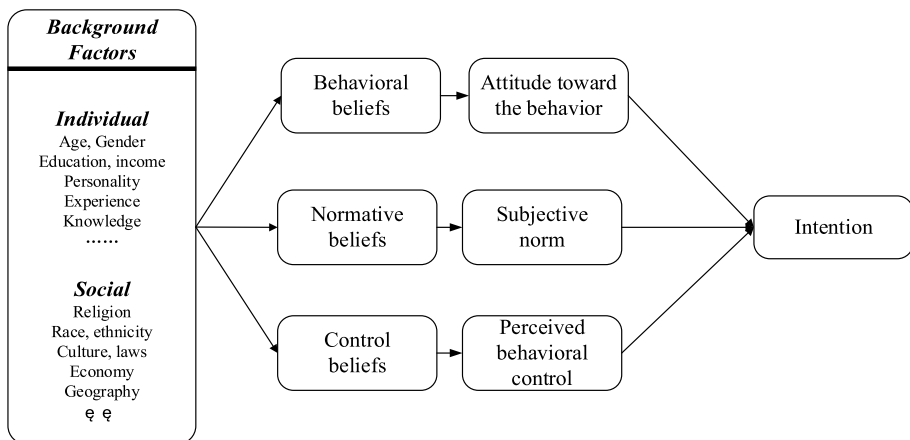 Background
Factors
Individual
Age, Gender
Education, income
Personality
Experience
Knowledge
……
Social
Religion
Race, ethnicity
Culture, laws
Economy
Geography
ę ę
Behavioral
beliefs
Attitude toward
the behavior
Normative
beliefs
Subjective
norm
Control
beliefs
Perceived
behavioral
control
Intention